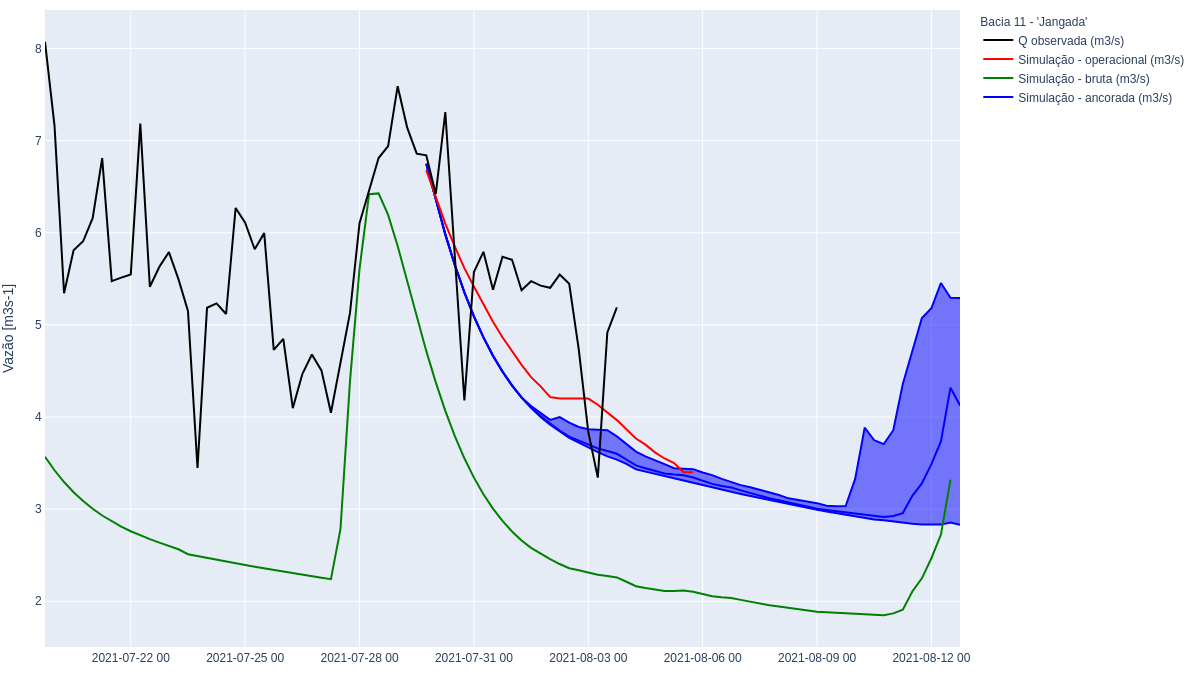 Bacia 11 - 'Jangada'
Q observada (m3/s)
Simulação - operacional (m3/s)
Simulação - bruta (m3/s)
Simulação - ancorada (m3/s)
Vazão [m3s-1]
8
7
6
5
4
3
2
2021-07-22 00
2021-07-25 00
2021-07-28 00
2021-07-31 00
2021-08-03 00
2021-08-06 00
2021-08-09 00
2021-08-12 00